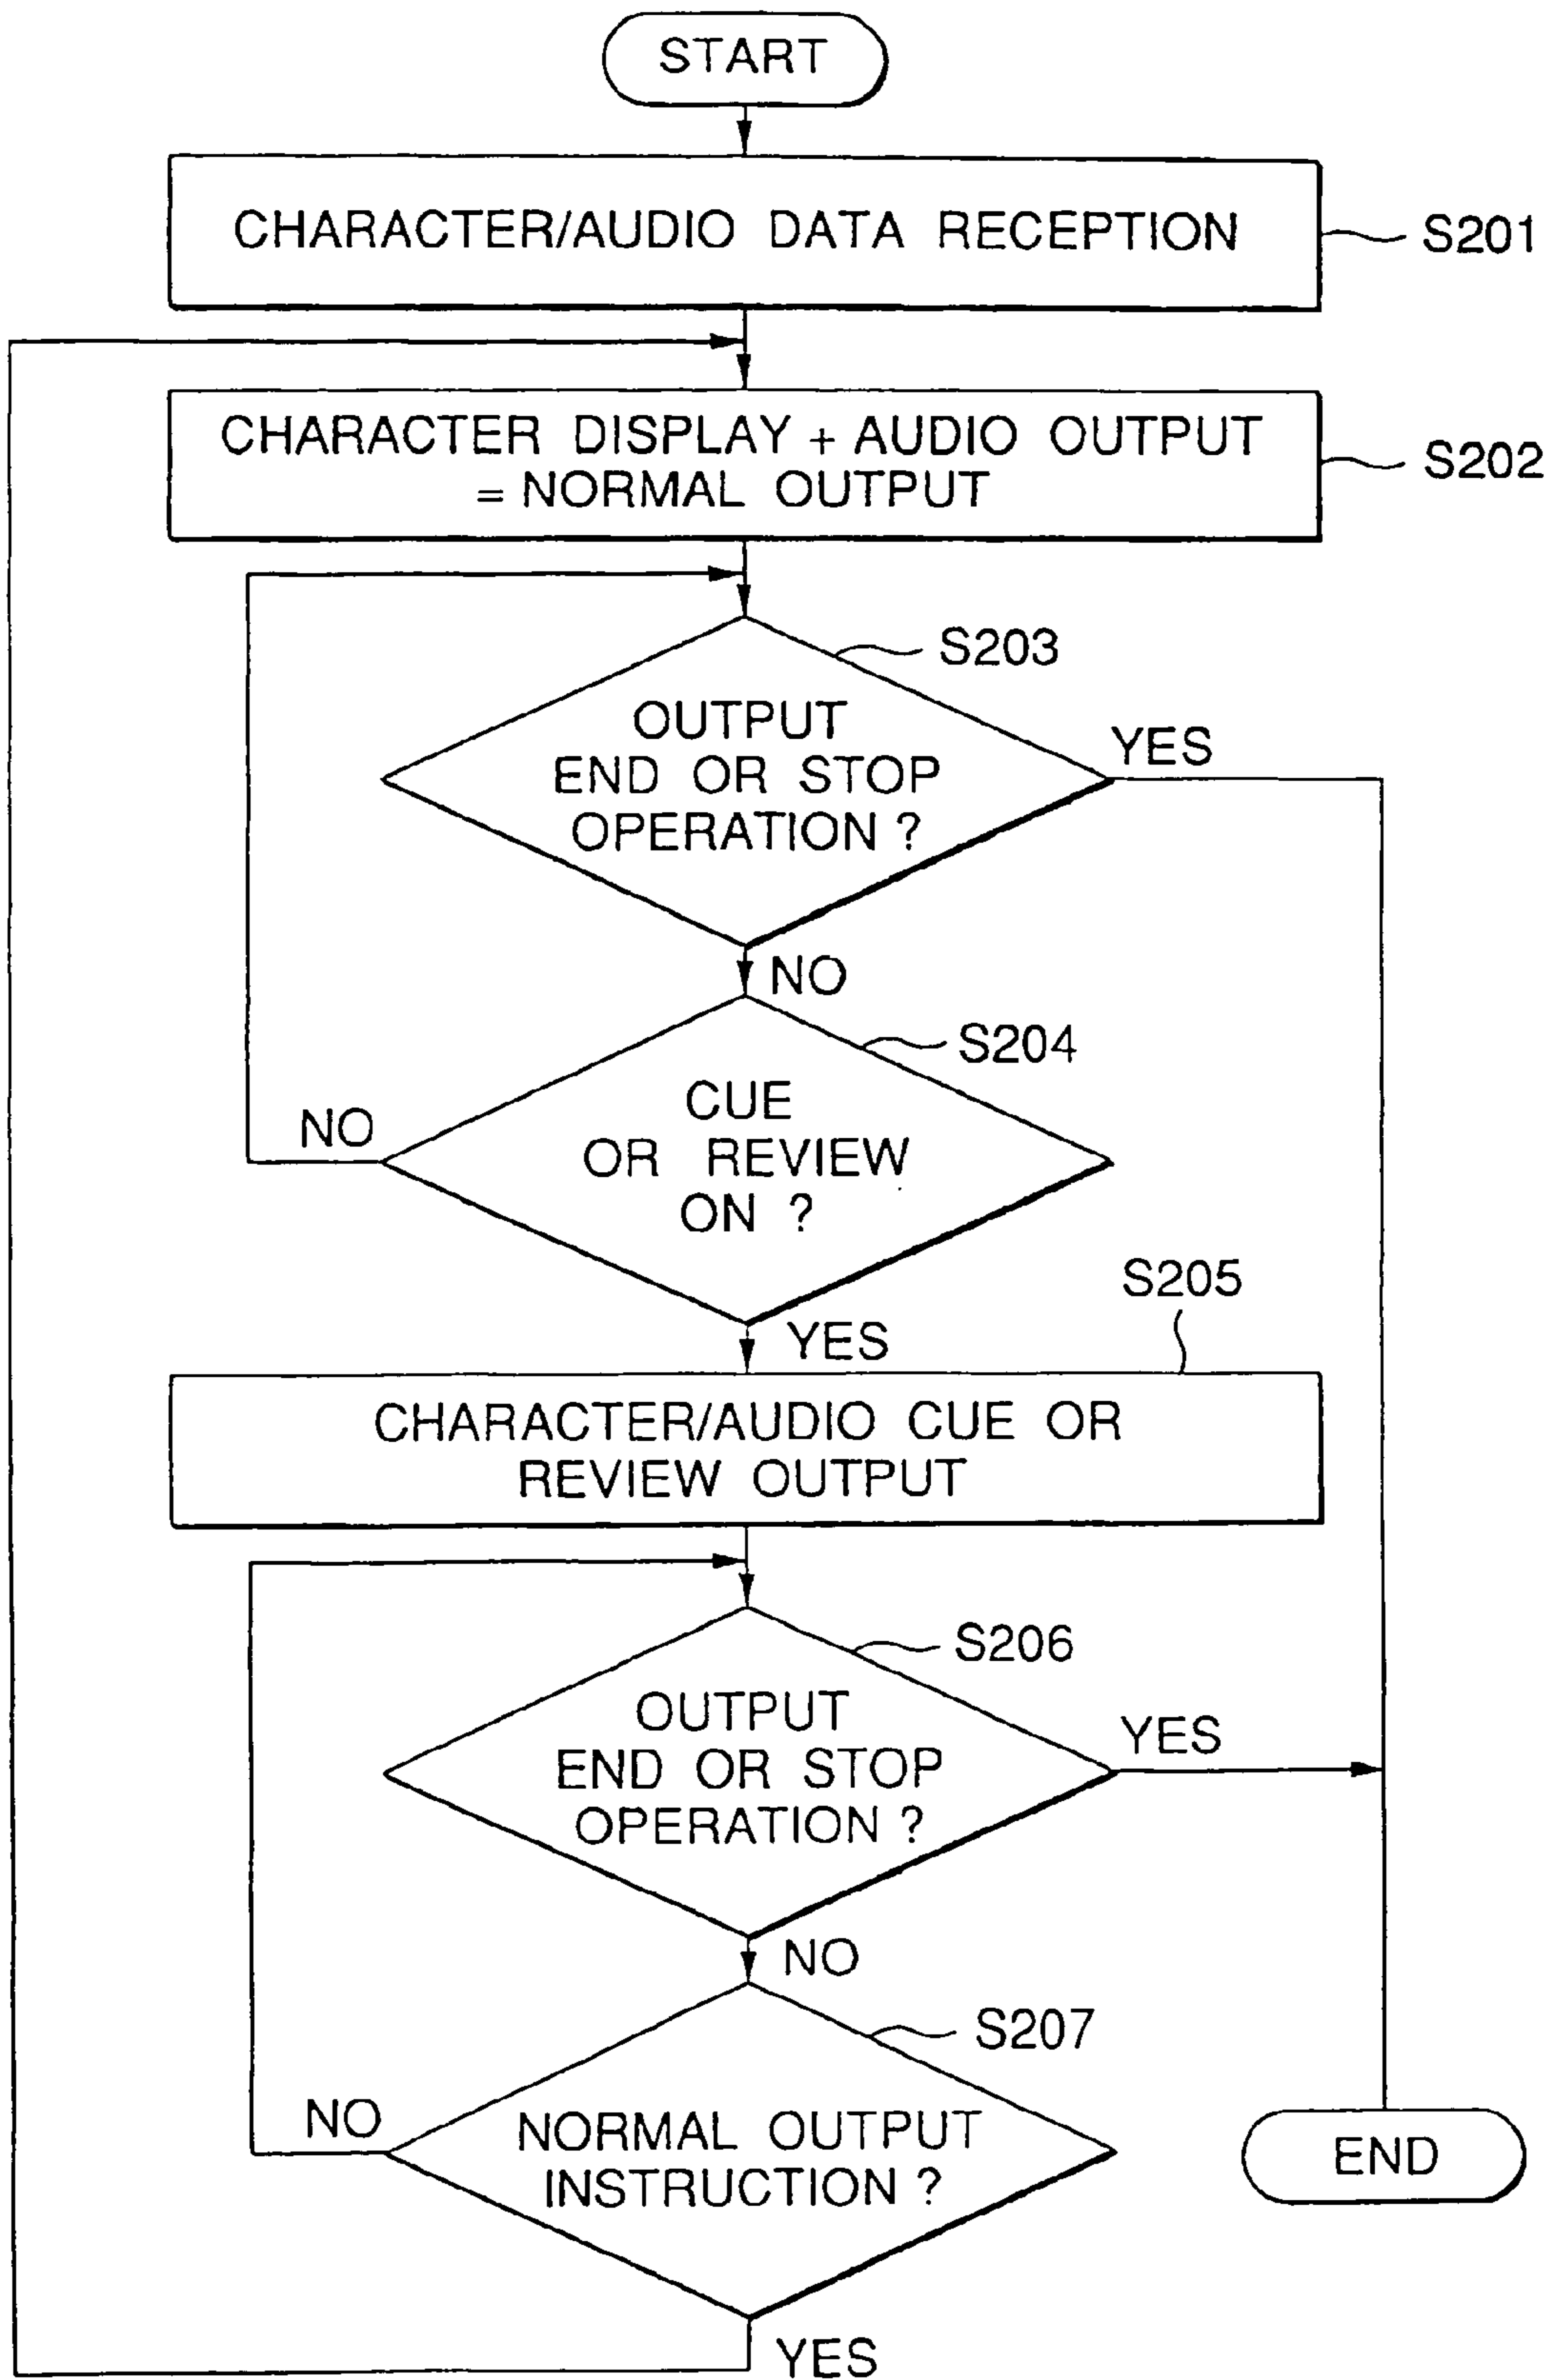 START
CHARACTER/AUDIO DATA RECEPTION
S201
CHARACTER DISPLAY + AUDIO OUTPUT
= NORMAL OUTPUT
S202
S203
OUTPUT
END OR STOP
OPERATION ?
YES
NO
S204
CUE
OR REVIEW
ON ?
NO
YES
S205
CHARACTER/AUDIO CUE OR
REVIEW OUTPUT
S206
OUTPUT
END OR STOP
OPERATION ?
YES
NO
S207
NORMAL OUTPUT
INSTRUCTION ?
NO
END
YES